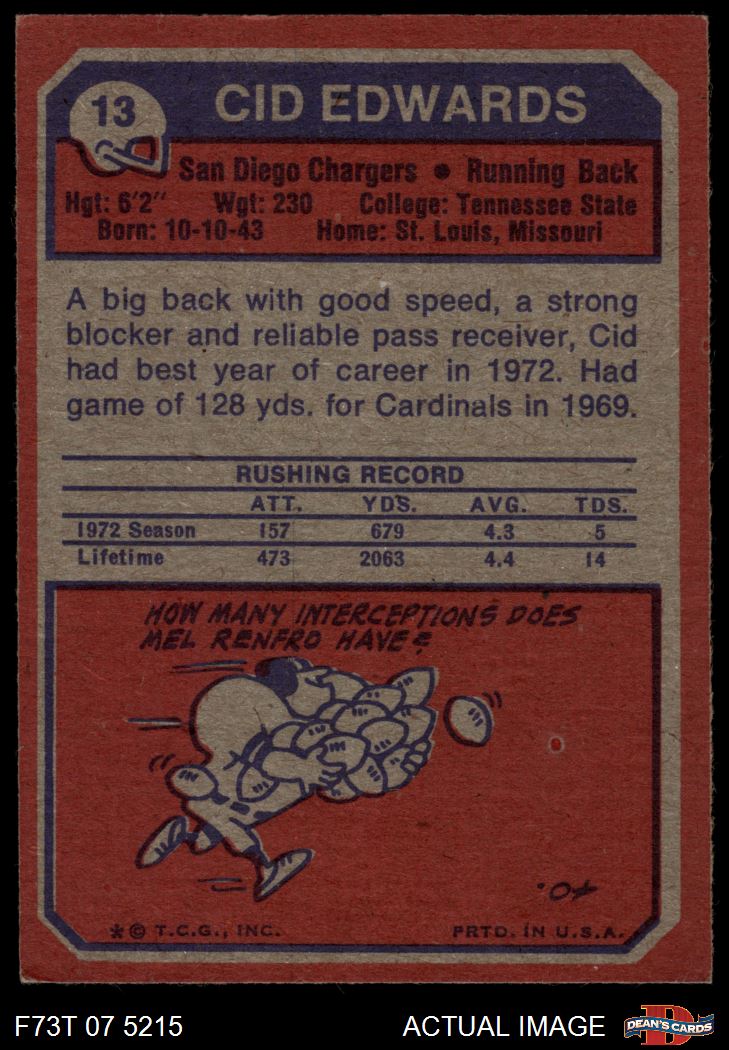 13
CID EDWARDS
San Diego Chargers • Running Back
Hgt: 6'2" Wgt: 230 College: Tennessee State
Born: 10-10-43 Home: St. Louis, Missouri
A big back with good speed, a strong
blocker and reliable pass receiver, Cid
had best year of career in 1972. Had
game of 128 yds. for Cardinals in 1969.
RUSHING RECORD
ATT. YDS. AVG. TDS.
1972 Season 157 679 4.3 5
Lifetime 473 2063 4.4 14
HOW MANY INTERCEPTIONS DOES
MEL RENFRO HAVE?
*© T.C.G., INC. PRTD. IN U.S.A.
F73T 07 5215 ACTUAL IMAGE
D
DEAN'S CARDS